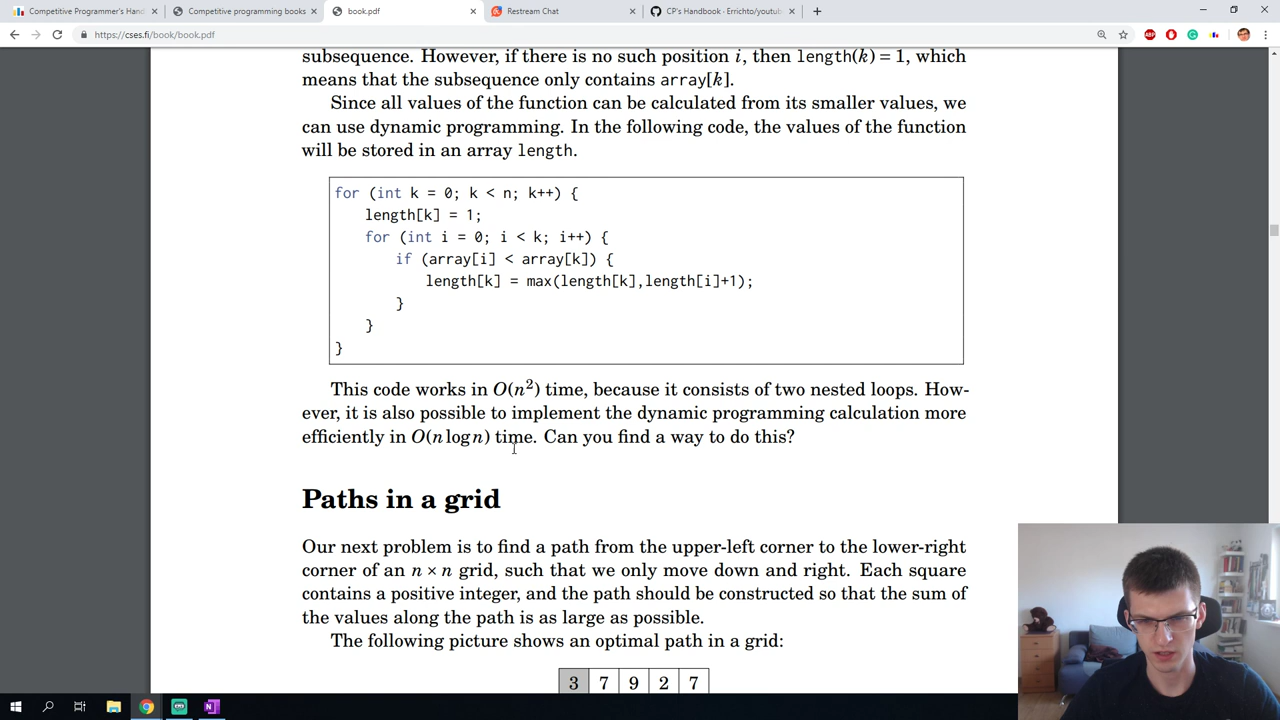 Competitive Programmer's Han
Competitive programming books
book.pdf
Restream Chat
CP's Handbook · Errichto/youtub
https://cses.fi/book/book.pdf
subsequence. However, if there is no such position i, then length(k) = 1, which
means that the subsequence only contains array[k].
Since all values of the function can be calculated from its smaller values, we
can use dynamic programming. In the following code, the values of the function
will be stored in an array length.
for (int k = 0; k < n; k++) {
length[k] = 1;
for (int i = 0; i < k; i++) {
if (array[i] < array[k]) {
length[k] = max(length[k],length[i]+1);
}
}
}
This code works in O(n²) time, because it consists of two nested loops. How-
ever, it is also possible to implement the dynamic programming calculation more
efficiently in O(n log n) time. Can you find a way to do this?
Paths in a grid
Our next problem is to find a path from the upper-left corner to the lower-right
corner of an n × n grid, such that we only move down and right. Each square
contains a positive integer, and the path should be constructed so that the sum of
the values along the path is as large as possible.
The following picture shows an optimal path in a grid:
3 7 9 2 7